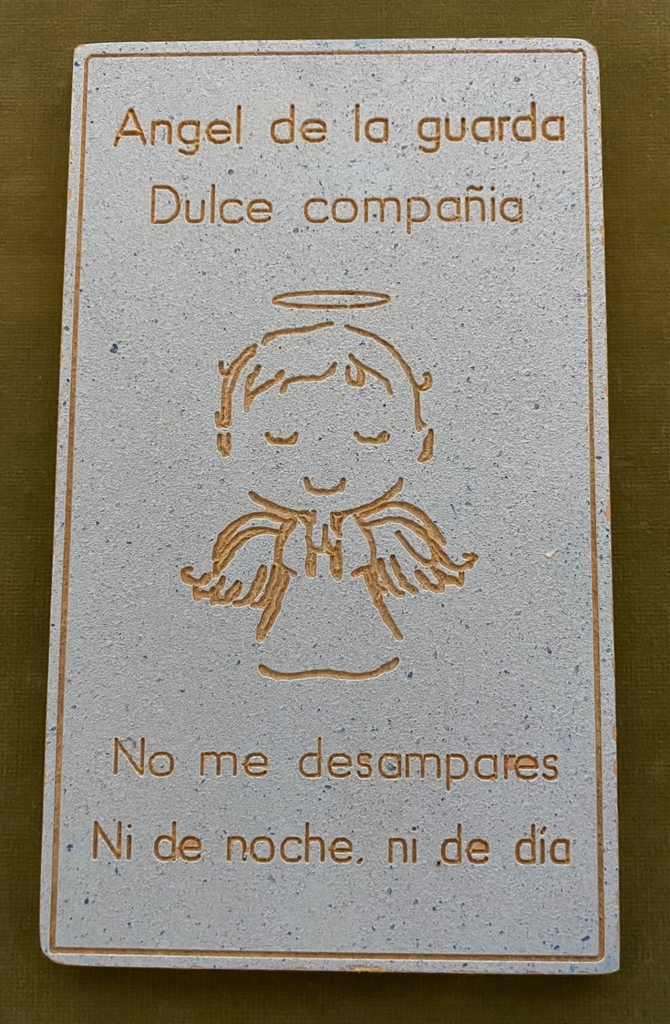 Angel de la guarda
Dulce compañia
No me desampares
Ni de noche, ni de día